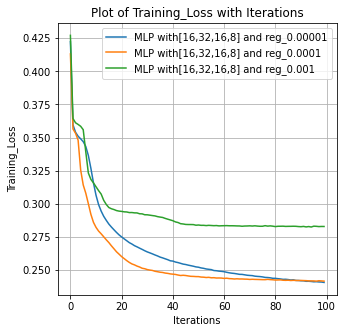 Plot of Training_Loss with Iterations
MLP with[16,32,16,8] and reg_0.00001
MLP with[16,32,16,8] and reg_0.0001
MLP with[16,32,16,8] and reg_0.001
Training_Loss
0.425
0.400
0.375
0.350
0.325
0.300
0.275
0.250
0 20 40 60 80 100
Iterations